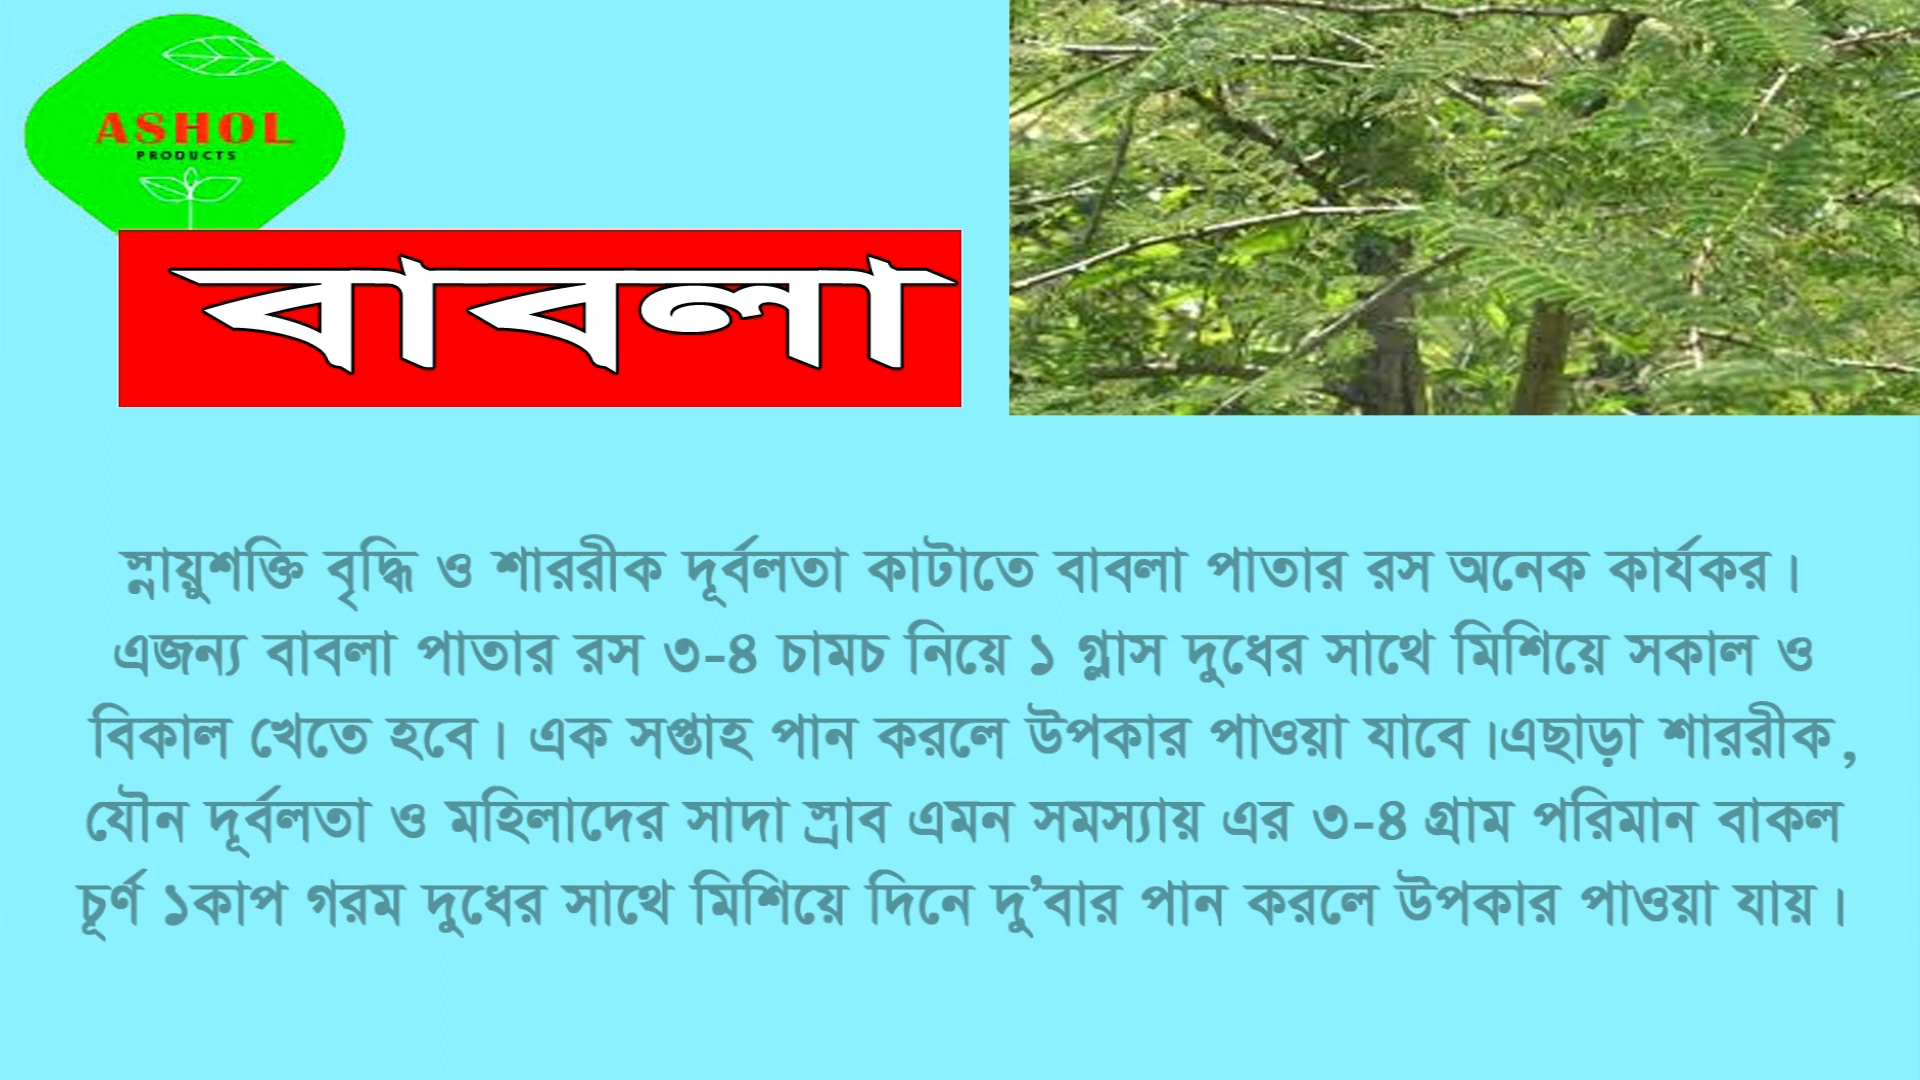 ASHOL
PRODUCTS
বাবলা
স্নায়ুশক্তি বৃদ্ধি ও শাররীক দূর্বলতা কাটাতে বাবলা পাতার রস অনেক কার্যকর।
এজন্য বাবলা পাতার রস ৩-৪ চামচ নিয়ে ১ গ্লাস দুধের সাথে মিশিয়ে সকাল ও
বিকাল খেতে হবে। এক সপ্তাহ পান করলে উপকার পাওয়া যাবে।এছাড়া শাররীক,
যৌন দূর্বলতা ও মহিলাদের সাদা স্রাব এমন সমস্যায় এর ৩-৪ গ্রাম পরিমান বাকল
চূর্ণ ১কাপ গরম দুধের সাথে মিশিয়ে দিনে দু’বার পান করলে উপকার পাওয়া যায়।